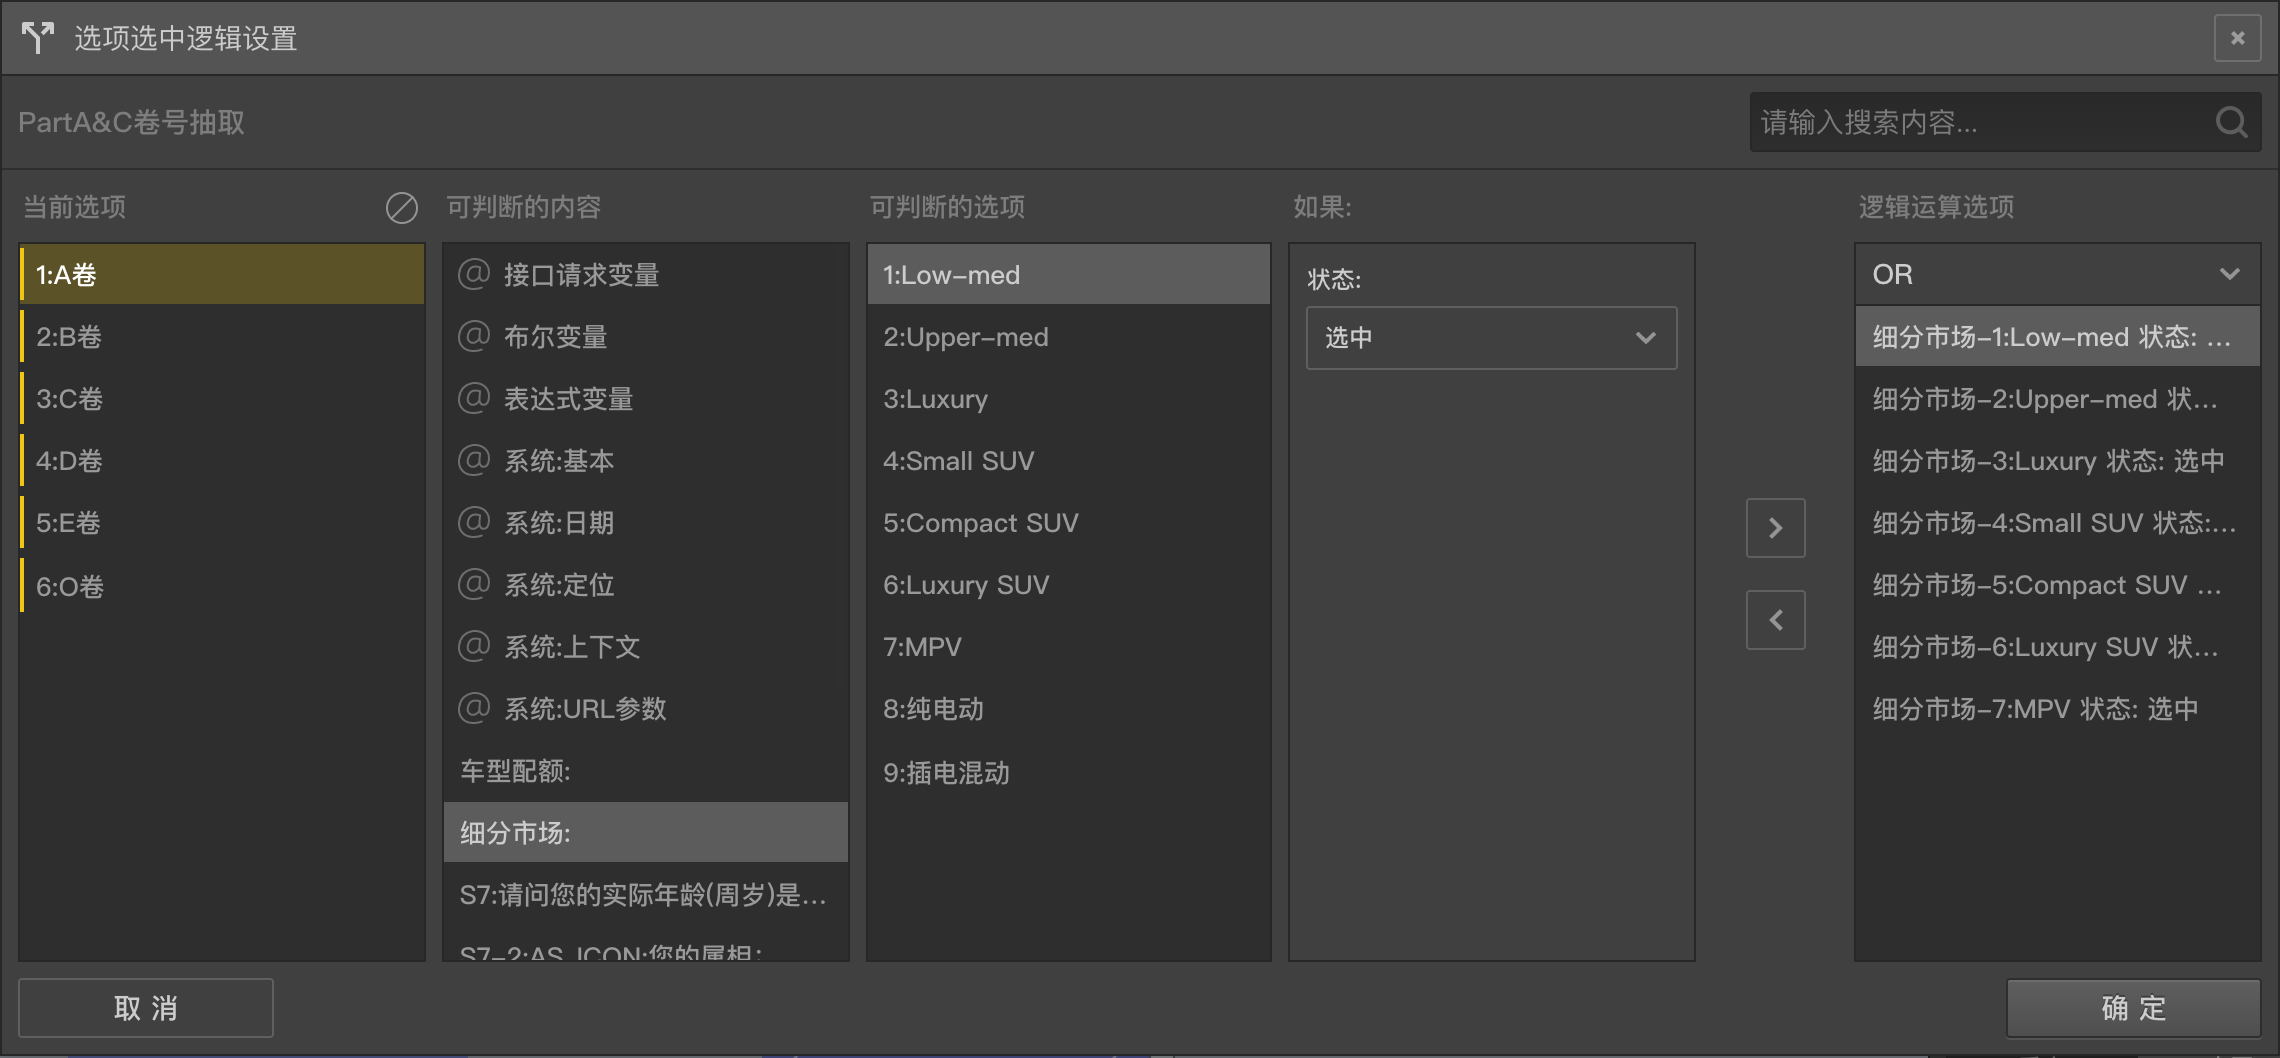 选项选中逻辑设置
PartA&C卷号抽取
请输入搜索内容...
当前选项
1:A卷
2:B卷
3:C卷
4:D卷
5:E卷
6:O卷
可判断的内容
@ 接口请求变量
@ 布尔变量
@ 表达式变量
@ 系统:基本
@ 系统:日期
@ 系统:定位
@ 系统:上下文
@ 系统:URL参数
车型配额:
细分市场:
S7:请问您的实际年龄(周岁)是...
S7-2:AS_ICON:您的属相:
可判断的选项
1:Low-med
2:Upper-med
3:Luxury
4:Small SUV
5:Compact SUV
6:Luxury SUV
7:MPV
8:纯电动
9:插电混动
如果:
状态:
选中
逻辑运算选项
OR
细分市场-1:Low-med 状态: ...
细分市场-2:Upper-med 状...
细分市场-3:Luxury 状态: 选中
细分市场-4:Small SUV 状态:...
细分市场-5:Compact SUV ...
细分市场-6:Luxury SUV 状...
细分市场-7:MPV 状态: 选中
取 消
确 定